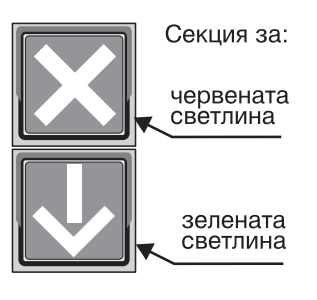 Секция за:
червената
светлина
зелената
светлина